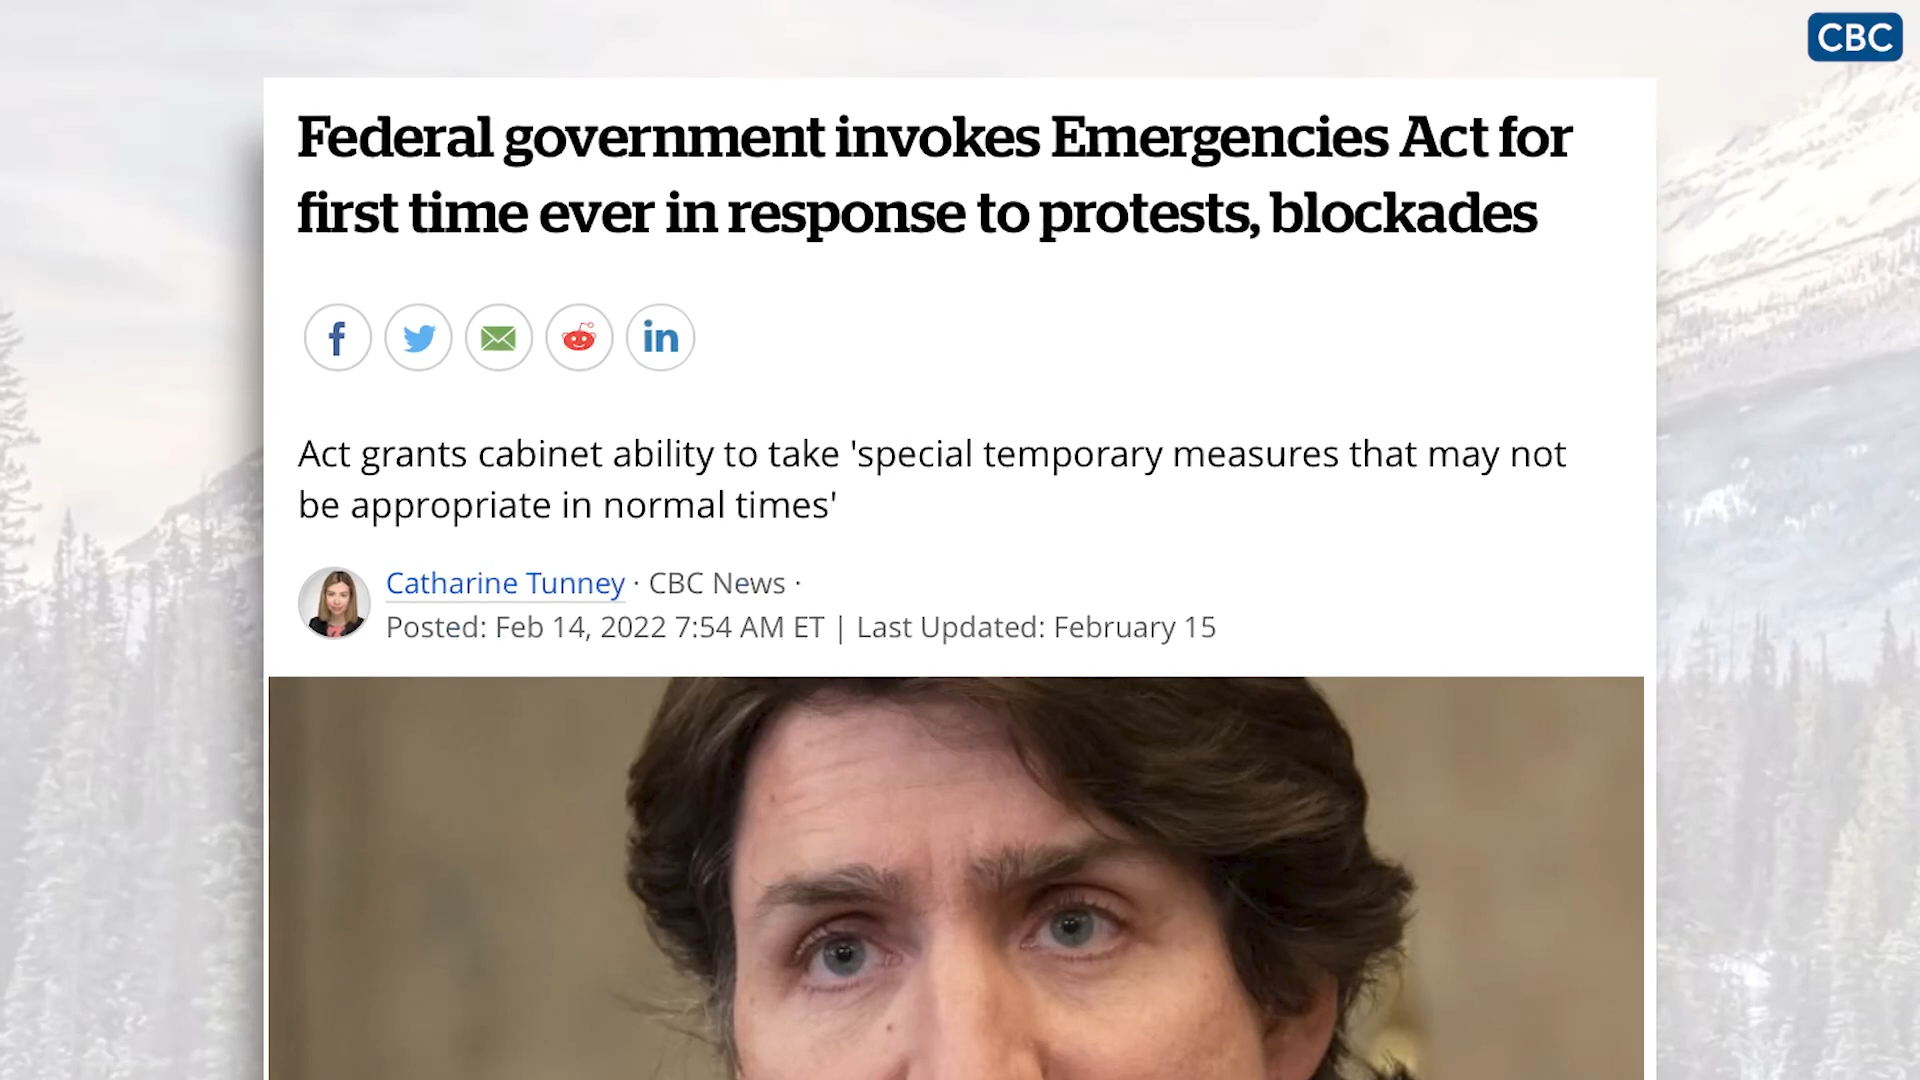 CBC
Federal government invokes Emergencies Act for
first time ever in response to protests, blockades
f
in
Act grants cabinet ability to take 'special temporary measures that may not
be appropriate in normal times'
Catharine Tunney · CBC News ·
Posted: Feb 14, 2022 7:54 AM ET | Last Updated: February 15